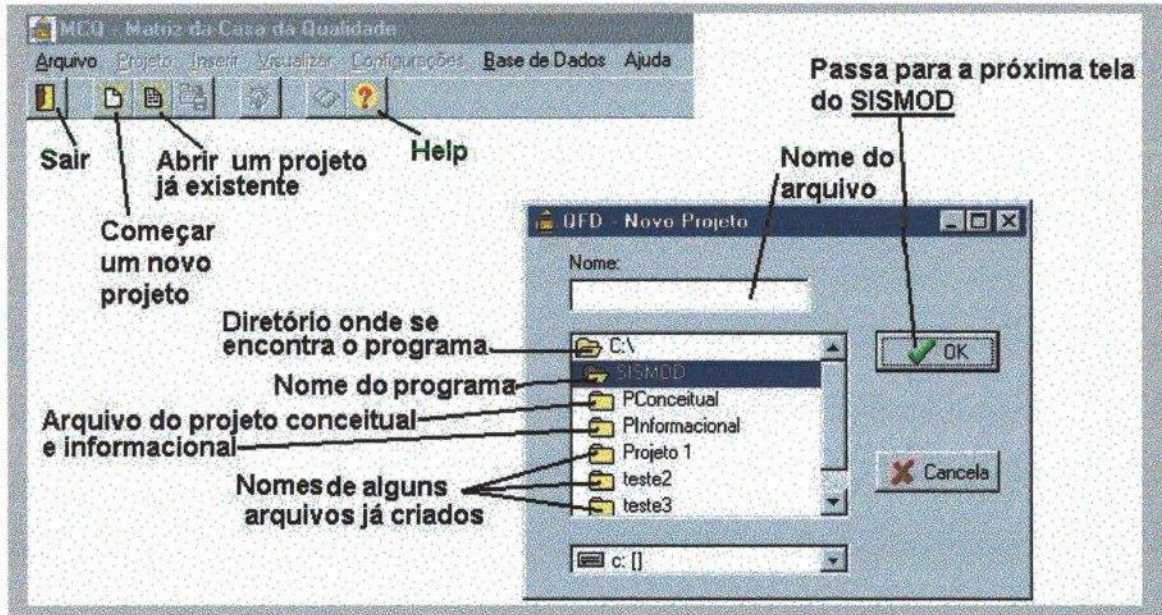 MCQ - Matriz da Casa da Qualidade
Arquivo Projeto Inserir Visualizar Configurações Base de Dados Ajuda
Sair
Abrir um projeto
já existente
Help
Começar
um novo
projeto
Passa para a próxima tela
do SISMOD
Nome do
arquivo
QFD - Novo Projeto
Nome:
Diretório onde se
encontra o programa
C:\
OK
Nome do programa
SISMOD
Arquivo do projeto conceitual
e informacional
PConceitual
PInformacional
Projeto 1
Nomes de alguns
arquivos já criados
teste2
teste3
Cancela
c: []